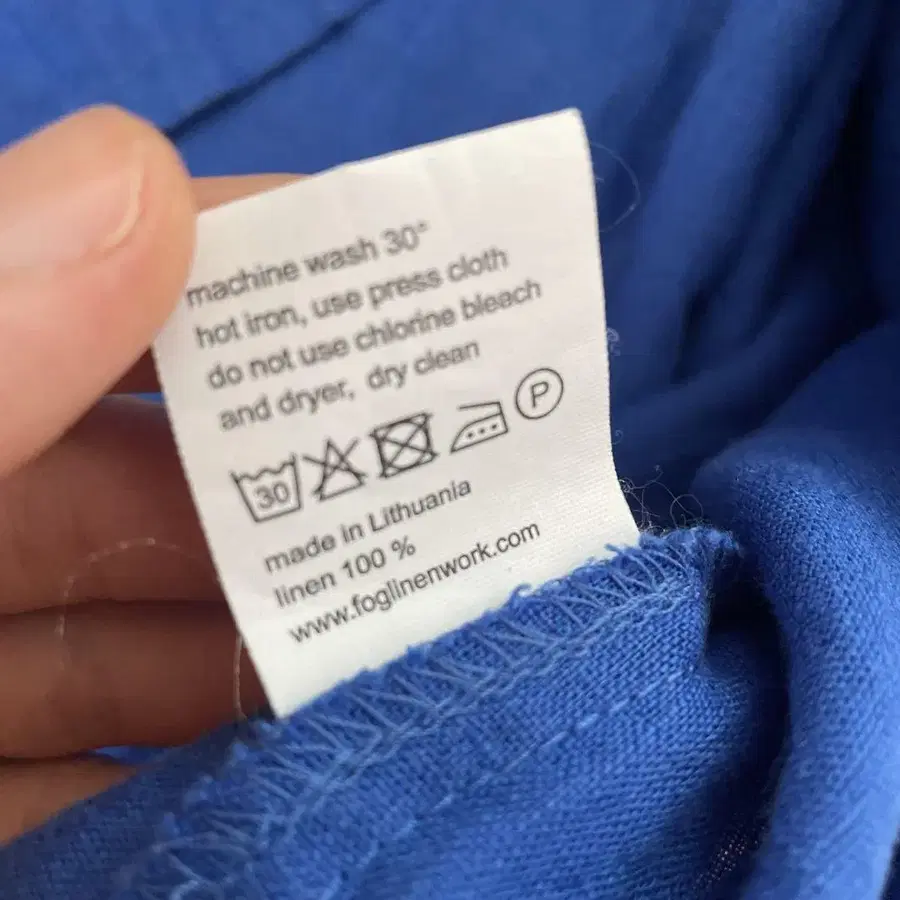 machine wash 30°
hot iron, use press cloth
do not use chlorine bleach
and dryer, dry clean
30 P
made in Lithuania
linen 100 %
www.foglinenwork.com